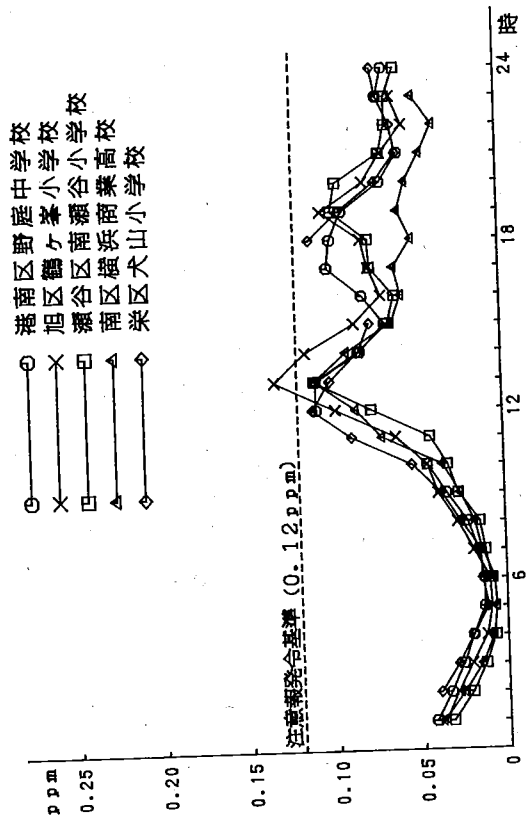 港南区野庭中学校
旭区鶴ヶ峯小学校
瀬谷区南瀬谷小学校
南区横浜商業高校
栄区犬山小学校
ppm
0.25
0.20
0.15
注意報発令基準 (0.12ppm)
0.10
0.05
0
6
12
18
24
時